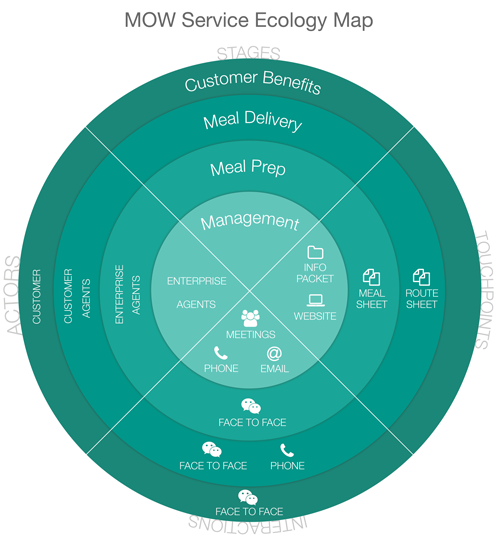 MOW Service Ecology Map
STAGES
Customer Benefits
Meal Delivery
Meal Prep
Management
ACTORS
CUSTOMER
CUSTOMER
AGENTS
ENTERPRISE
AGENTS
ENTERPRISE
AGENTS
INFO
PACKET
WEBSITE
MEAL
SHEET
ROUTE
SHEET
TOUCHPOINTS
MEETINGS
PHONE
@
EMAIL
FACE TO FACE
FACE TO FACE
PHONE
FACE TO FACE
INTERACTIONS